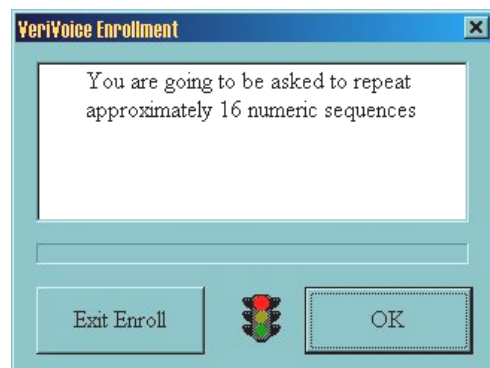 VeriVoice Enrollment
You are going to be asked to repeat
approximately 16 numeric sequences
Exit Enroll
OK